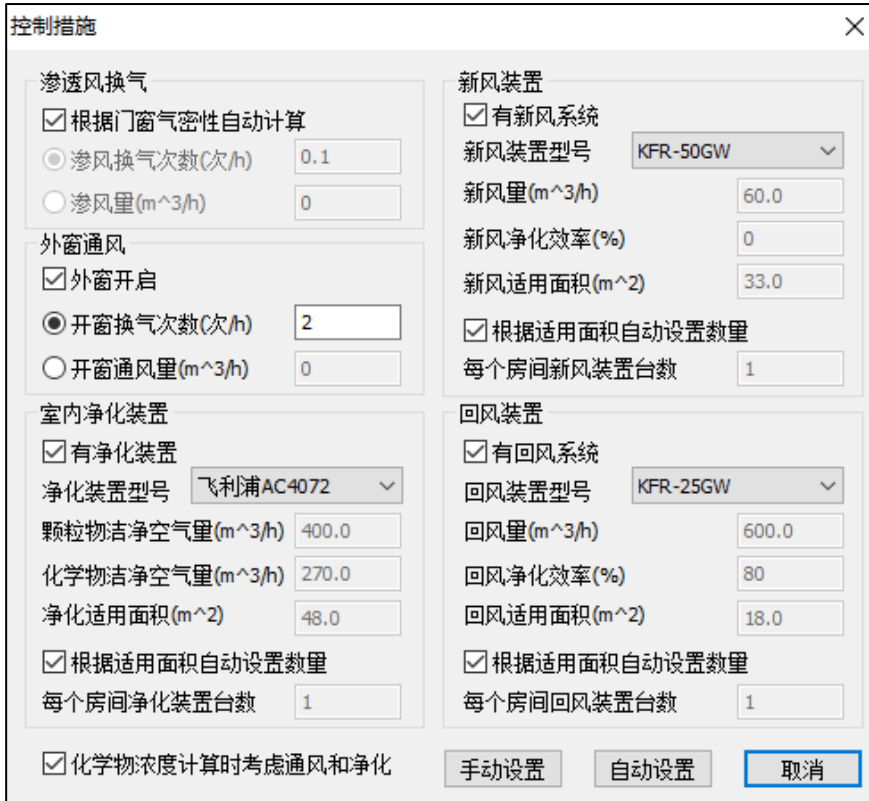 控制措施
渗透风换气
根据门窗气密性自动计算
渗风换气次数(次/h) 0.1
渗风量(m^3/h) 0
外窗通风
外窗开启
开窗换气次数(次/h) 2
开窗通风量(m^3/h) 0
室内净化装置
有净化装置
净化装置型号 飞利浦AC4072
颗粒物洁净空气量(m^3/h) 400.0
化学物洁净空气量(m^3/h) 270.0
净化适用面积(m^2) 48.0
根据适用面积自动设置数量
每个房间净化装置台数 1
新风装置
有新风系统
新风装置型号 KFR-50GW
新风量(m^3/h) 60.0
新风净化效率(%) 0
新风适用面积(m^2) 33.0
根据适用面积自动设置数量
每个房间新风装置台数 1
回风装置
有回风系统
回风装置型号 KFR-25GW
回风量(m^3/h) 600.0
回风净化效率(%) 80
回风适用面积(m^2) 18.0
根据适用面积自动设置数量
每个房间回风装置台数 1
化学物浓度计算时考虑通风和净化 手动设置 自动设置 取消